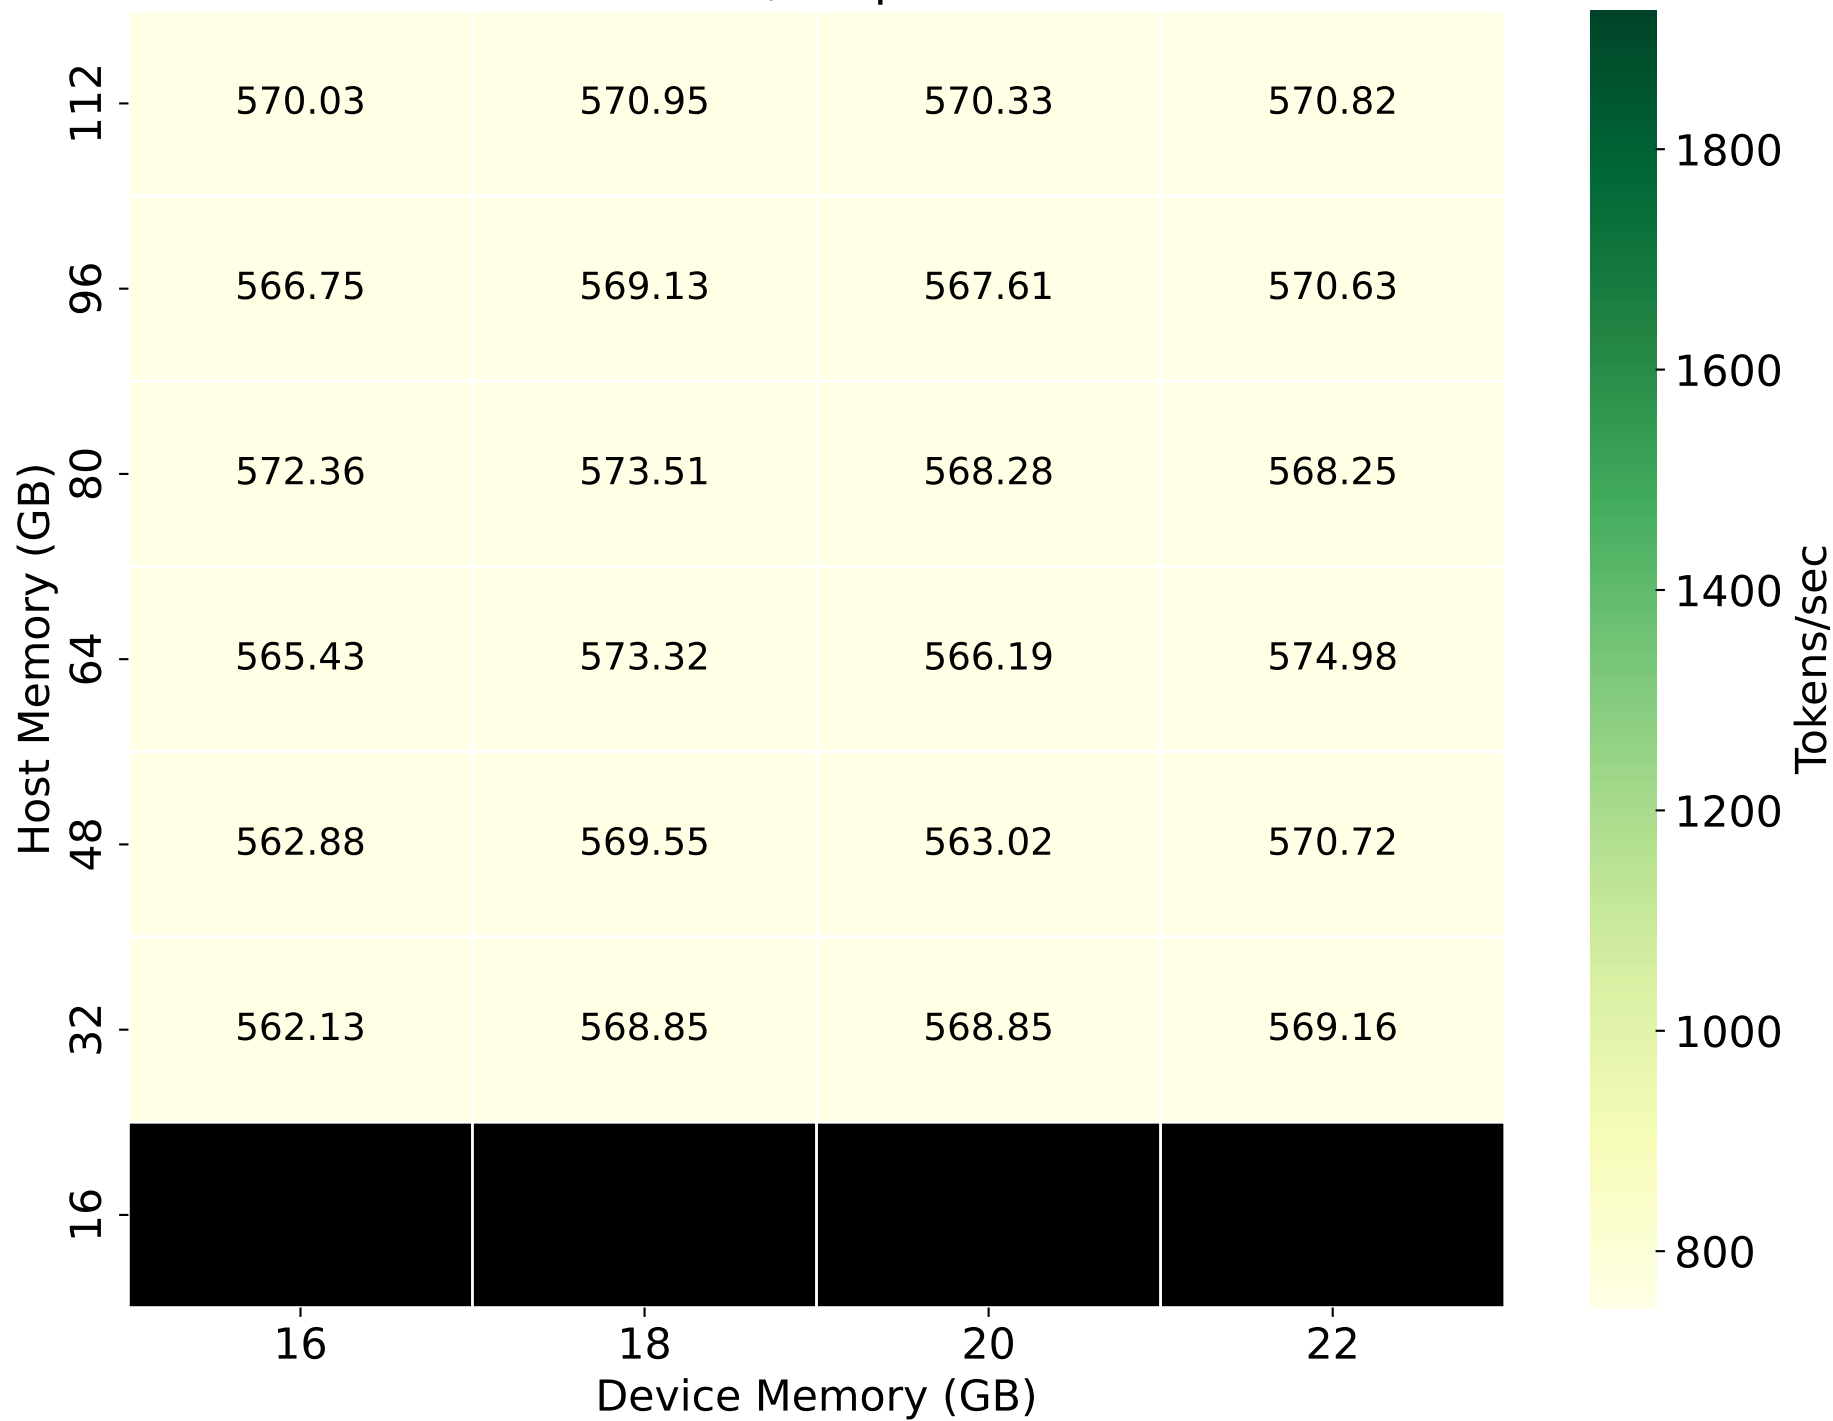 112 570.03 570.95 570.33 570.82
96 566.75 569.13 567.61 570.63
80 572.36 573.51 568.28 568.25
64 565.43 573.32 566.19 574.98
48 562.88 569.55 563.02 570.72
32 562.13 568.85 568.85 569.16
16
16 18 20 22
Device Memory (GB)
Host Memory (GB)
1800
1600
1400
1200
1000
800
Tokens/sec